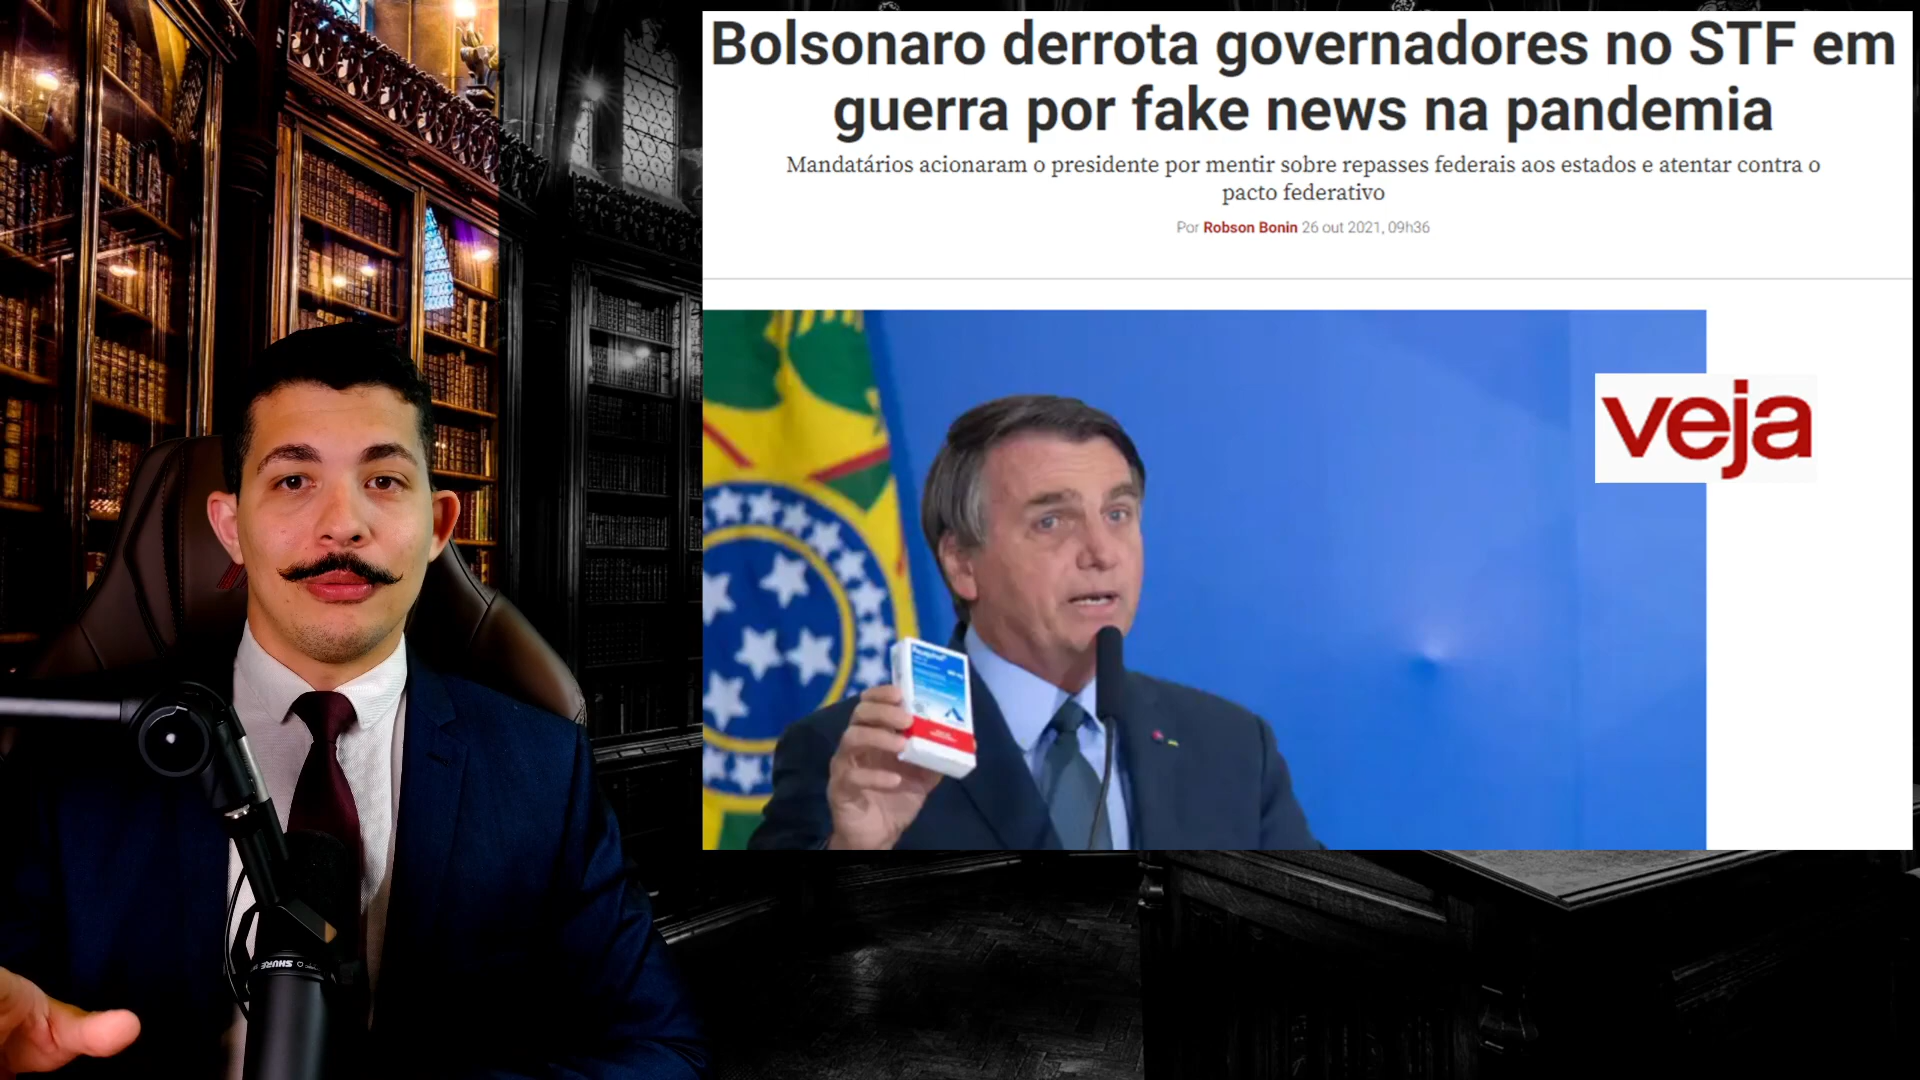 Bolsonaro derrota governadores no STF em
guerra por fake news na pandemia
Mandatários acionaram o presidente por mentir sobre repasses federais aos estados e atentar contra o
pacto federativo
Por Robson Bonin 26 out 2021, 09h36
veja
SHURE